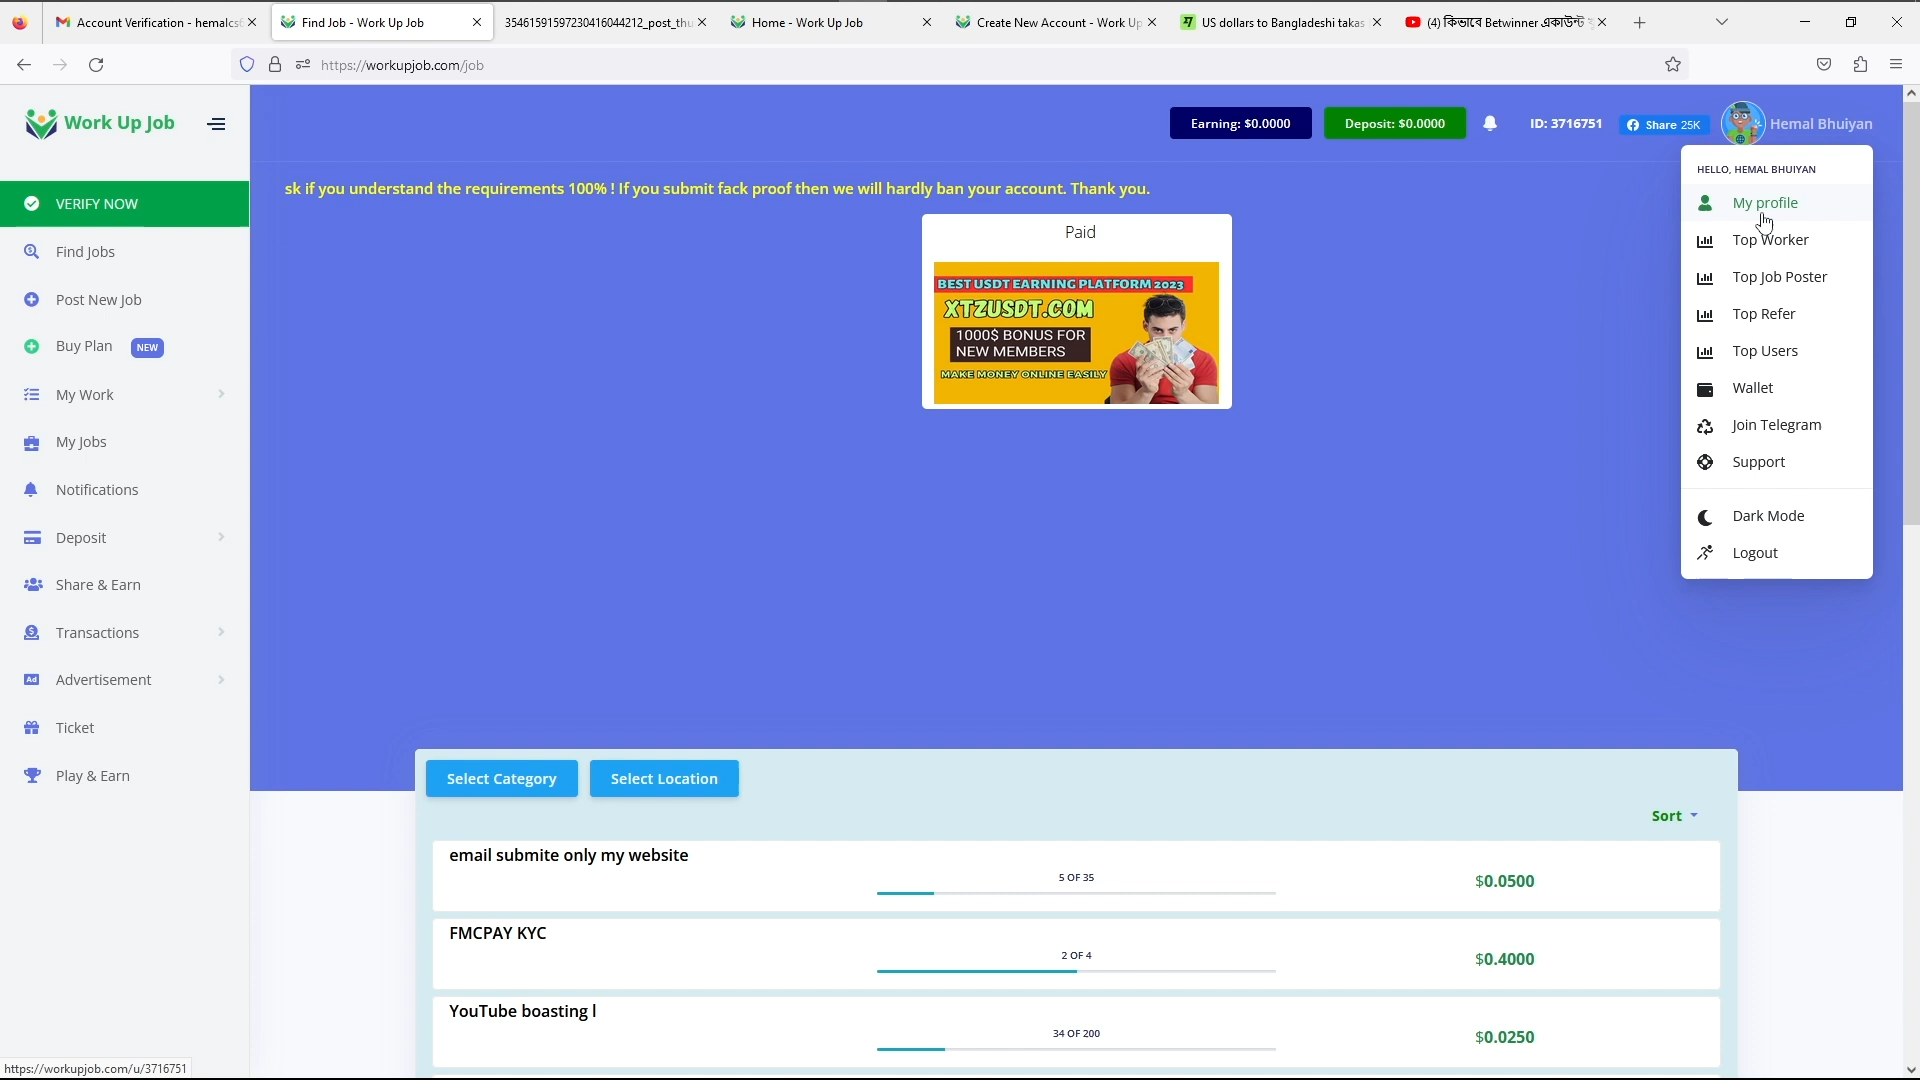 Account Verification - hemalcs
Find Job - Work Up Job
35461591597230416044212_post_thu
Home - Work Up Job
Create New Account - Work Up
US dollars to Bangladeshi takas
(4) কিভাবে Betwinner একাউন্ট
https://workupjob.com/job
Work Up Job
Earning: $0.0000
Deposit: $0.0000
ID: 3716751
Share 25K
Hemal Bhuiyan
sk if you understand the requirements 100% ! If you submit fack proof then we will hardly ban your account. Thank you.
VERIFY NOW
Find Jobs
Post New Job
Buy Plan NEW
My Work
My Jobs
Notifications
Deposit
Share & Earn
Transactions
Ad Advertisement
Ticket
Play & Earn
Paid
BEST USDT EARNING PLATFORM 2023
XTZUSDT.COM
1000$ BONUS FOR
NEW MEMBERS
MAKE MONEY ONLINE EASILY
HELLO, HEMAL BHUIYAN
My profile
Top Worker
Top Job Poster
Top Refer
Top Users
Wallet
Join Telegram
Support
Dark Mode
Logout
Select Category
Select Location
Sort
email submite only my website
5 OF 35
$0.0500
FMCPAY KYC
2 OF 4
$0.4000
YouTube boasting l
34 OF 200
$0.0250
https://workupjob.com/u/3716751